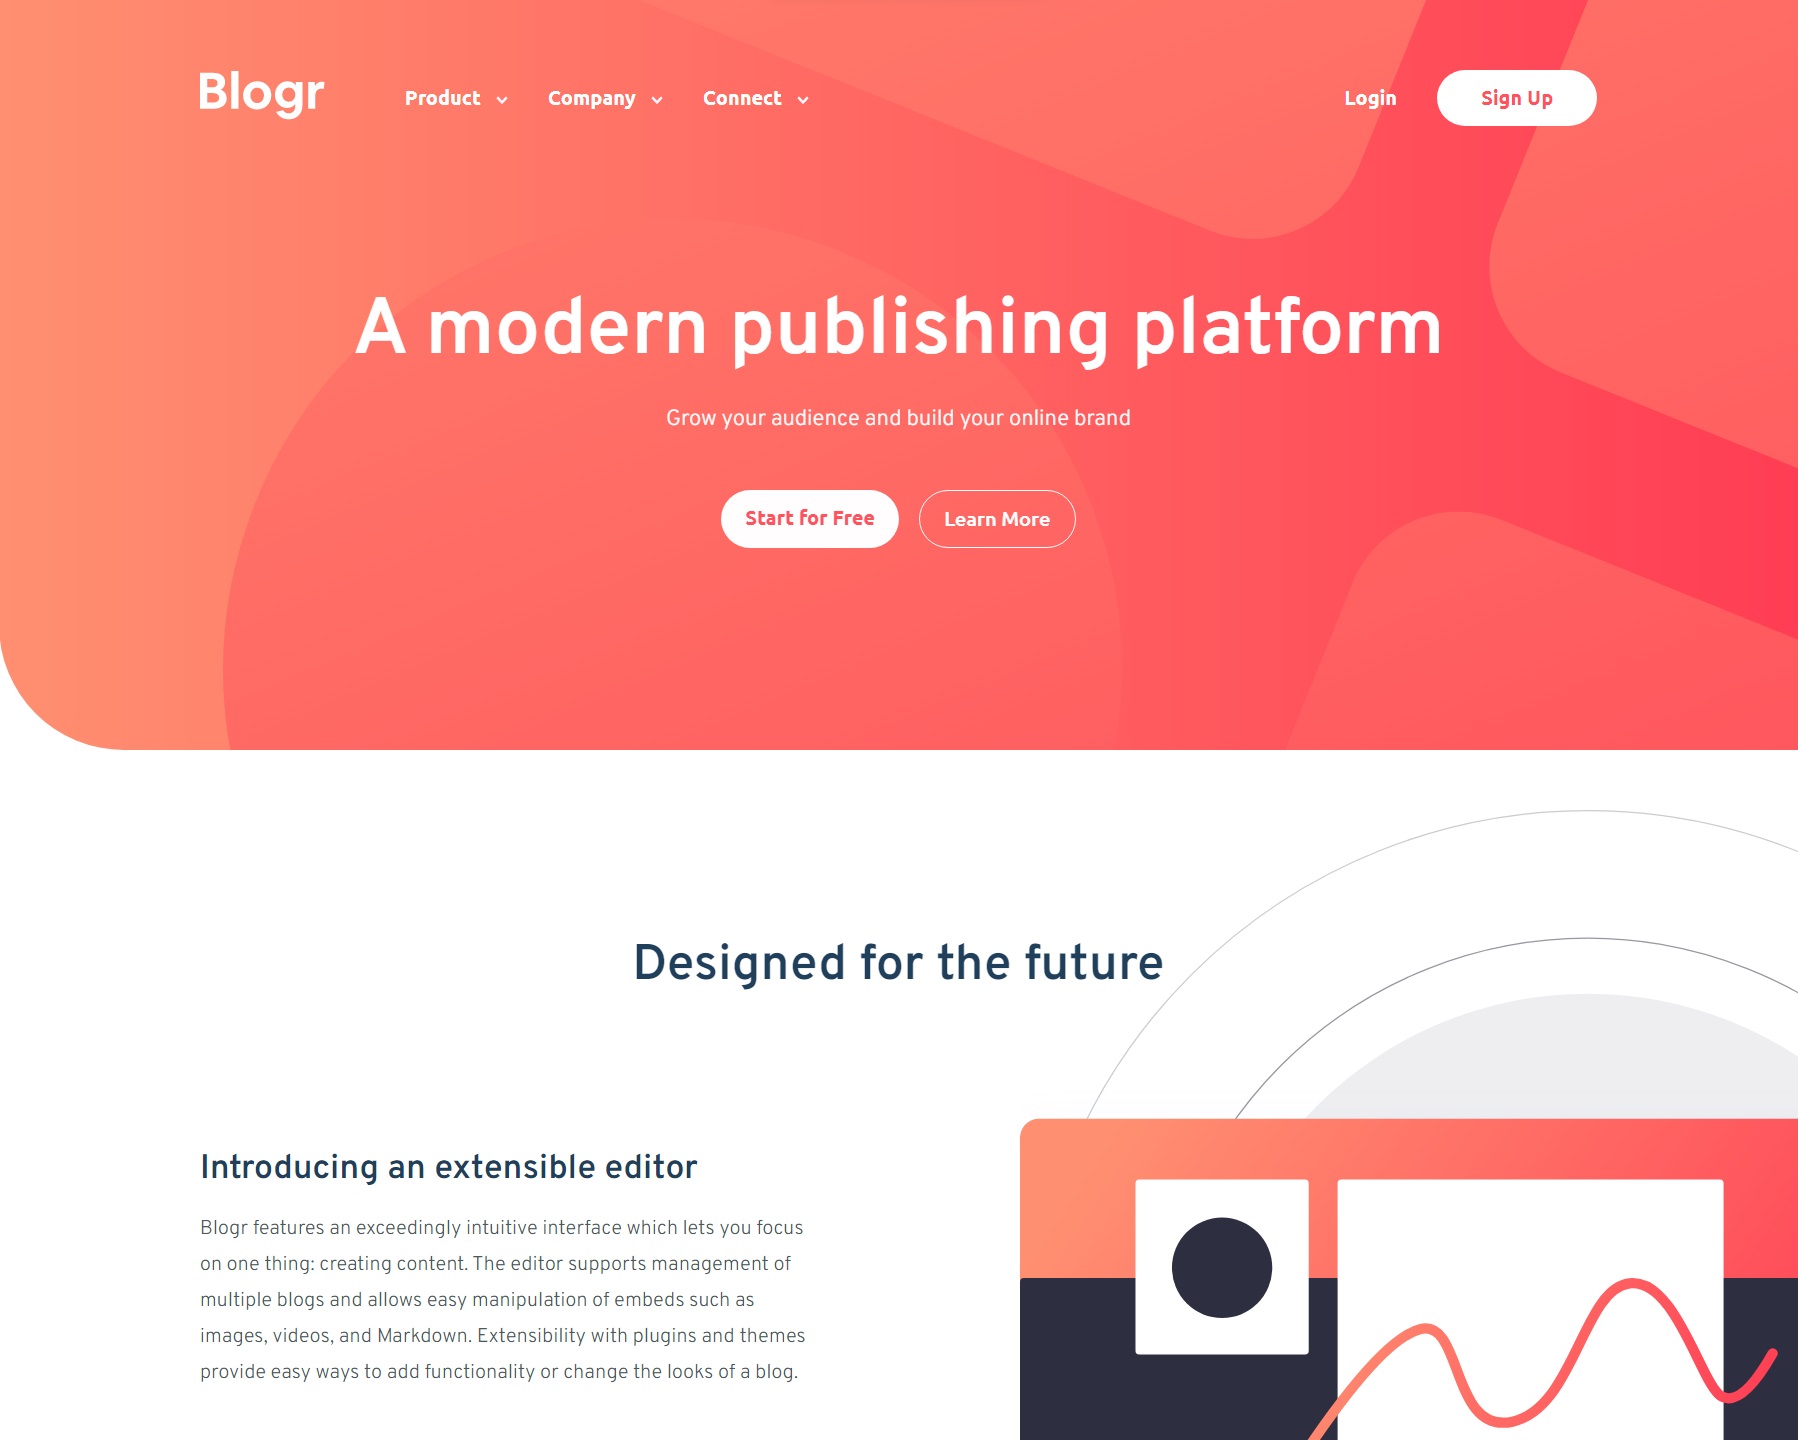 Blogr
Product
Company
Connect
Login
Sign Up
A modern publishing platform
Grow your audience and build your online brand
Start for Free
Learn More
Designed for the future
Introducing an extensible editor
Blogr features an exceedingly intuitive interface which lets you focus
on one thing: creating content. The editor supports management of
multiple blogs and allows easy manipulation of embeds such as
images, videos, and Markdown. Extensibility with plugins and themes
provide easy ways to add functionality or change the looks of a blog.